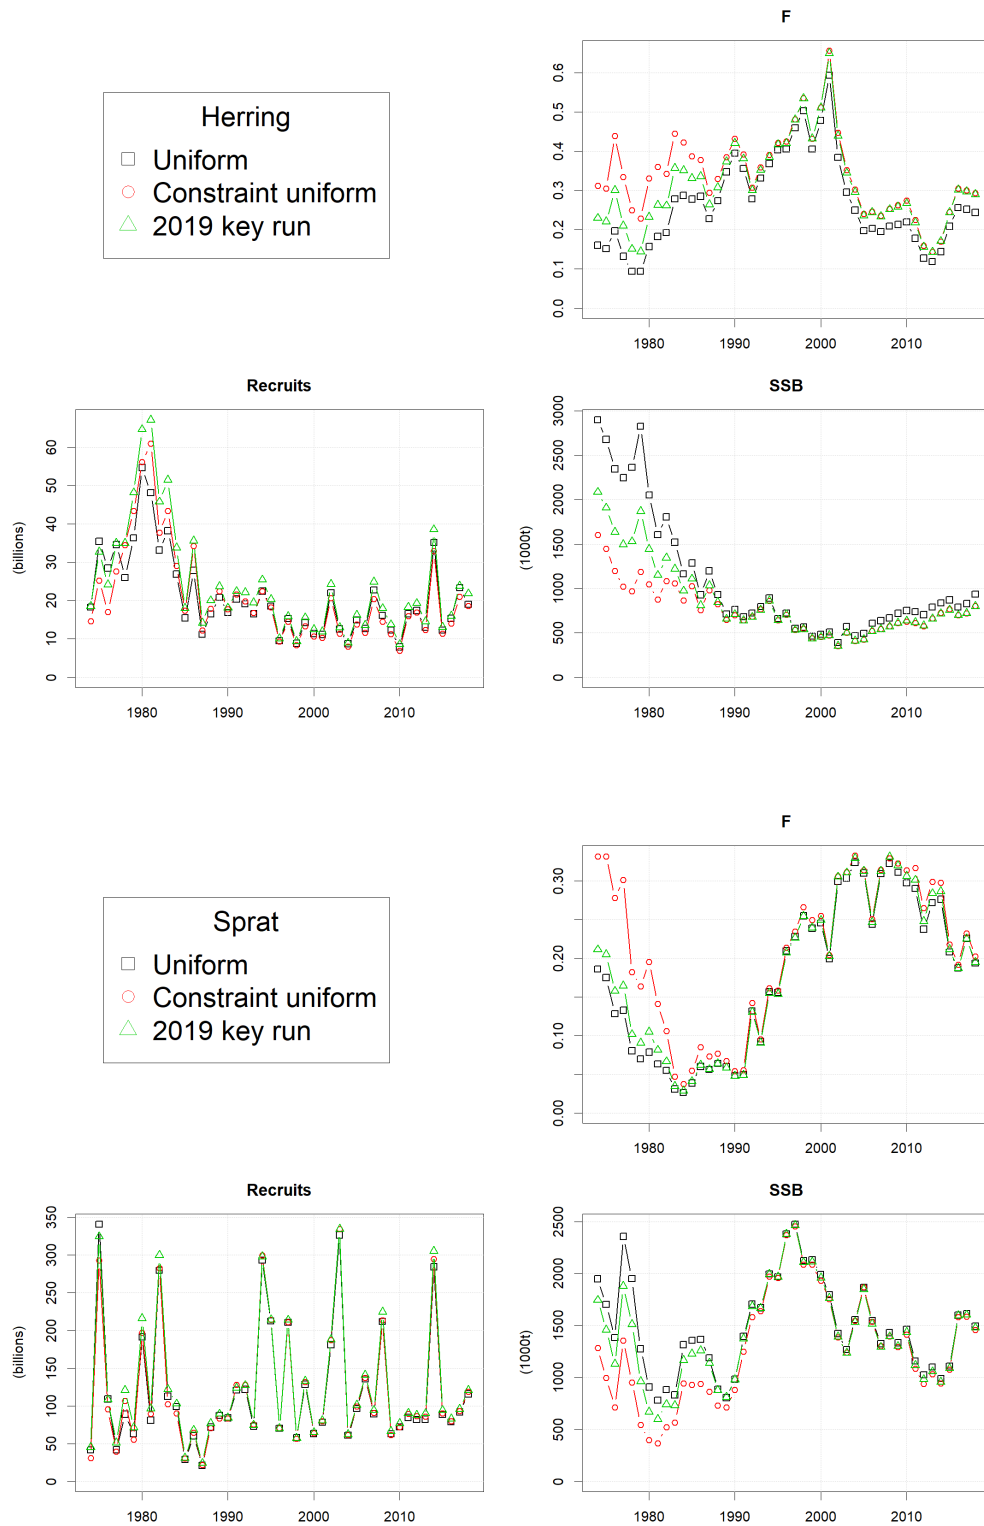 F
Herring
Uniform
Constraint uniform
2019 key run
0.0 0.1 0.2 0.3 0.4 0.5 0.6
1980 1990 2000 2010
Recruits
(billions)
0 10 20 30 40 50 60
1980 1990 2000 2010
SSB
(1000t)
0 500 1000 1500 2000 2500 3000
1980 1990 2000 2010
F
Sprat
Uniform
Constraint uniform
2019 key run
0.00 0.10 0.20 0.30
1980 1990 2000 2010
Recruits
(billions)
0 50 100 150 200 250 300 350
1980 1990 2000 2010
SSB
(1000t)
0 500 1000 1500 2000 2500
1980 1990 2000 2010